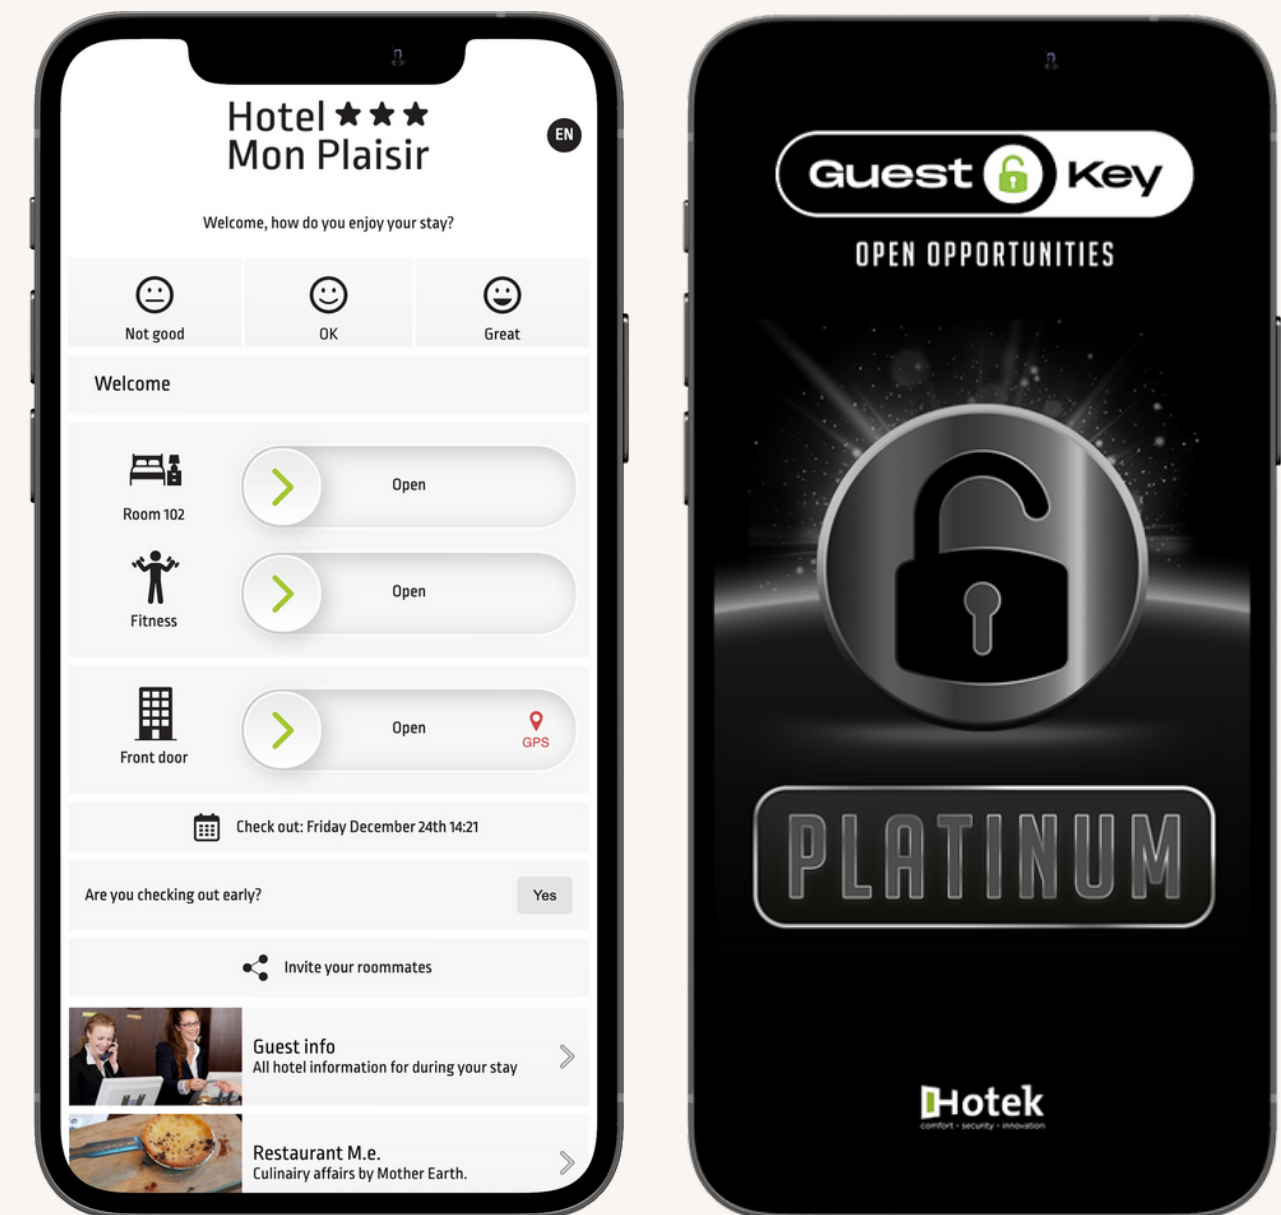 Hotel ★★★
Mon Plaisir
EN
Welcome, how do you enjoy your stay?
Not good
OK
Great
Welcome
Room 102
Open
Fitness
Open
Front door
Open
GPS
Check out: Friday December 24th 14:21
Are you checking out early?
Yes
Invite your roommates
Guest info
All hotel information for during your stay
Restaurant M.e.
Culinairy affairs by Mother Earth.
Guest Key
OPEN OPPORTUNITIES
PLATINUM
Hotek
comfort - security - innovation